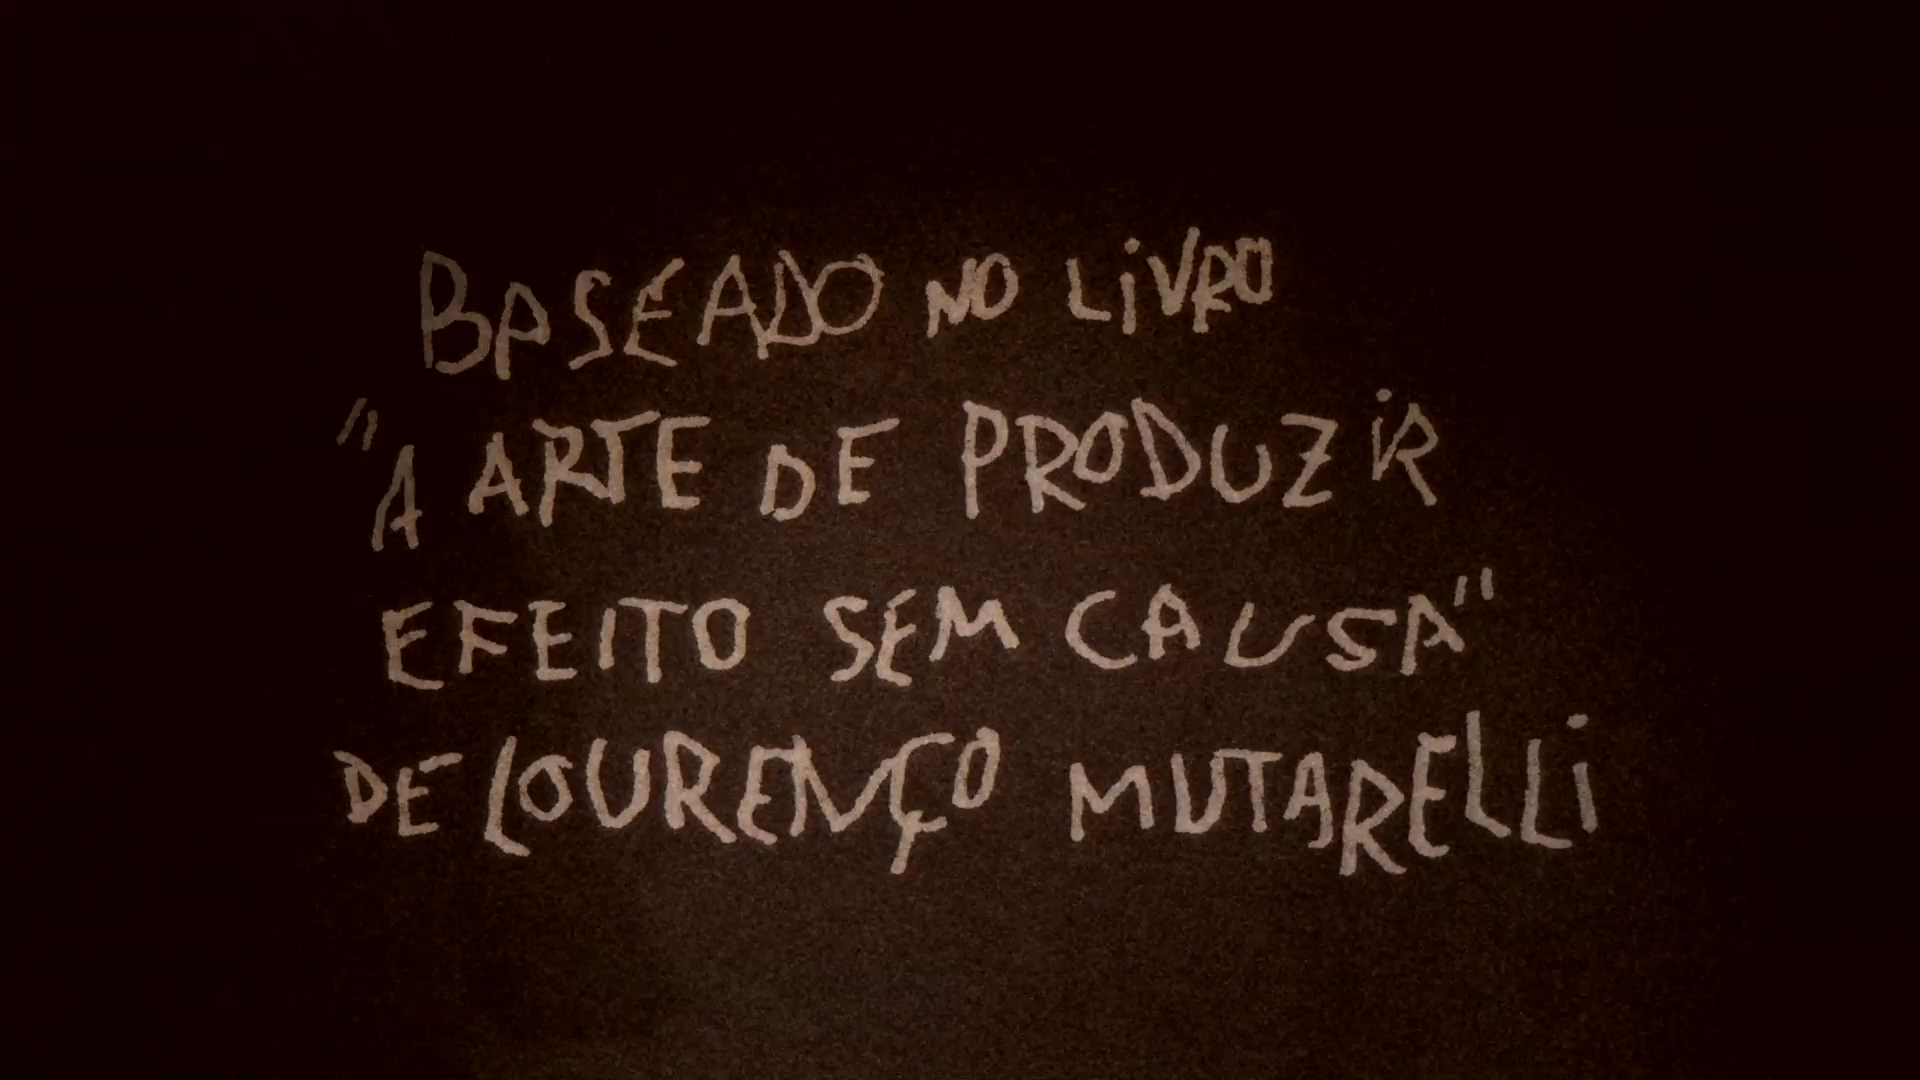 BASEADO NO LIVRO
"A ARTE DE PRODUZIR
EFEITO SEM CAUSA"
DE LOURENÇO MUTARELLI